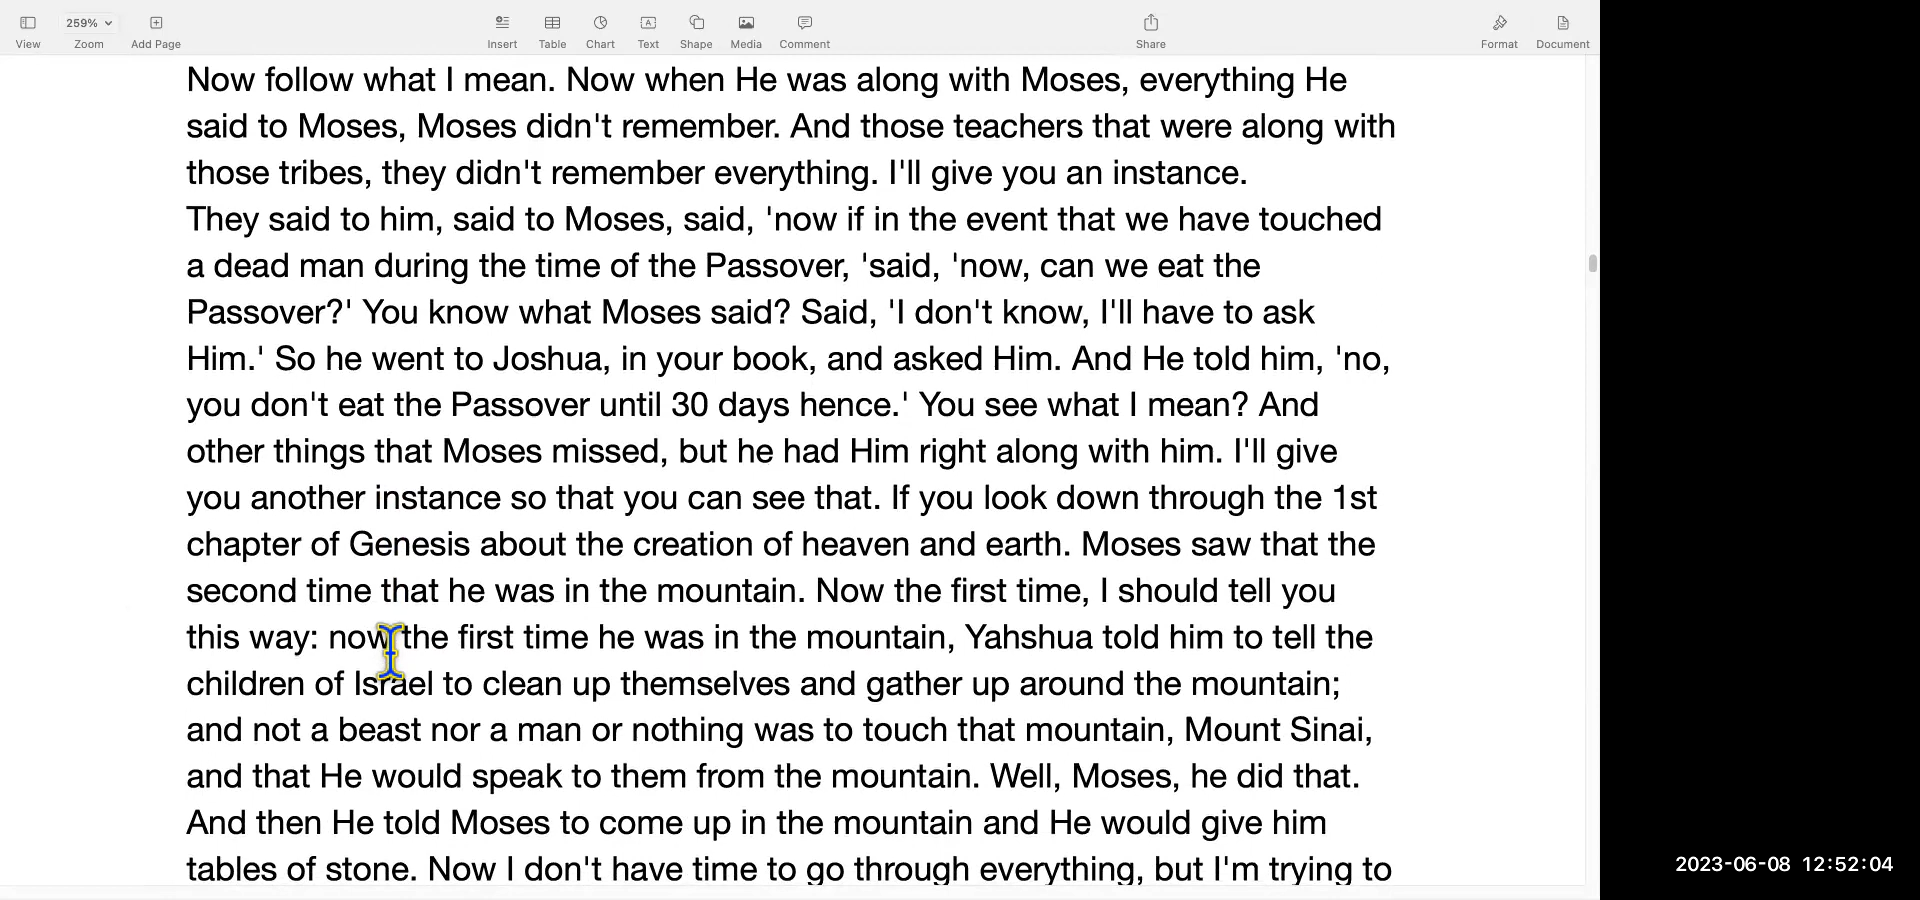 259%
View
Zoom
Add Page
Insert
Table
Chart
Text
Shape
Media
Comment
Share
Format
Document
Now follow what I mean. Now when He was along with Moses, everything He
said to Moses, Moses didn't remember. And those teachers that were along with
those tribes, they didn't remember everything. I'll give you an instance.
They said to him, said to Moses, said, 'now if in the event that we have touched
a dead man during the time of the Passover, 'said, 'now, can we eat the
Passover?' You know what Moses said? Said, 'I don't know, I'll have to ask
Him.' So he went to Joshua, in your book, and asked Him. And He told him, 'no,
you don't eat the Passover until 30 days hence.' You see what I mean? And
other things that Moses missed, but he had Him right along with him. I'll give
you another instance so that you can see that. If you look down through the 1st
chapter of Genesis about the creation of heaven and earth. Moses saw that the
second time that he was in the mountain. Now the first time, I should tell you
this way: now the first time he was in the mountain, Yahshua told him to tell the
children of Israel to clean up themselves and gather up around the mountain;
and not a beast nor a man or nothing was to touch that mountain, Mount Sinai,
and that He would speak to them from the mountain. Well, Moses, he did that.
And then He told Moses to come up in the mountain and He would give him
tables of stone. Now I don't have time to go through everything, but I'm trying to
2023-06-08 12:52:04